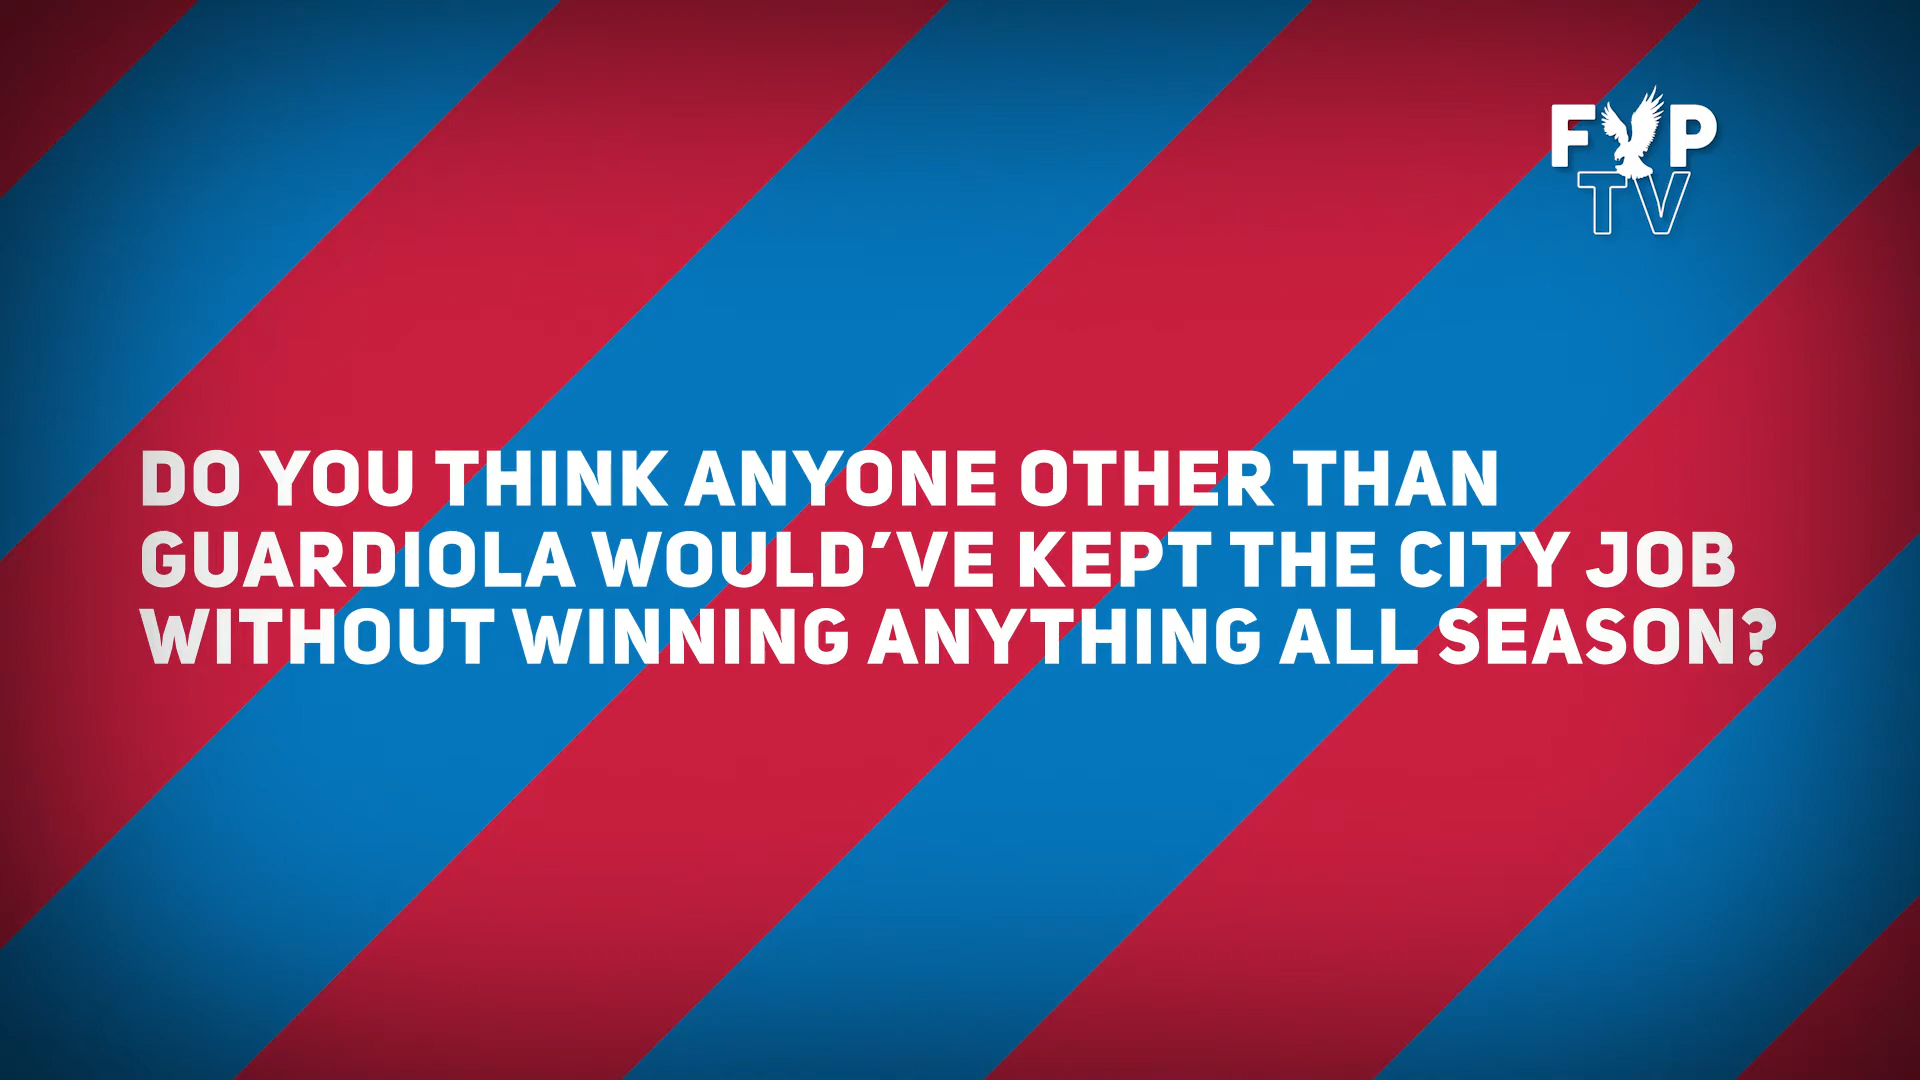 FYP
TV
DO YOU THINK ANYONE OTHER THAN
GUARDIOLA WOULD’VE KEPT THE CITY JOB
WITHOUT WINNING ANYTHING ALL SEASON?